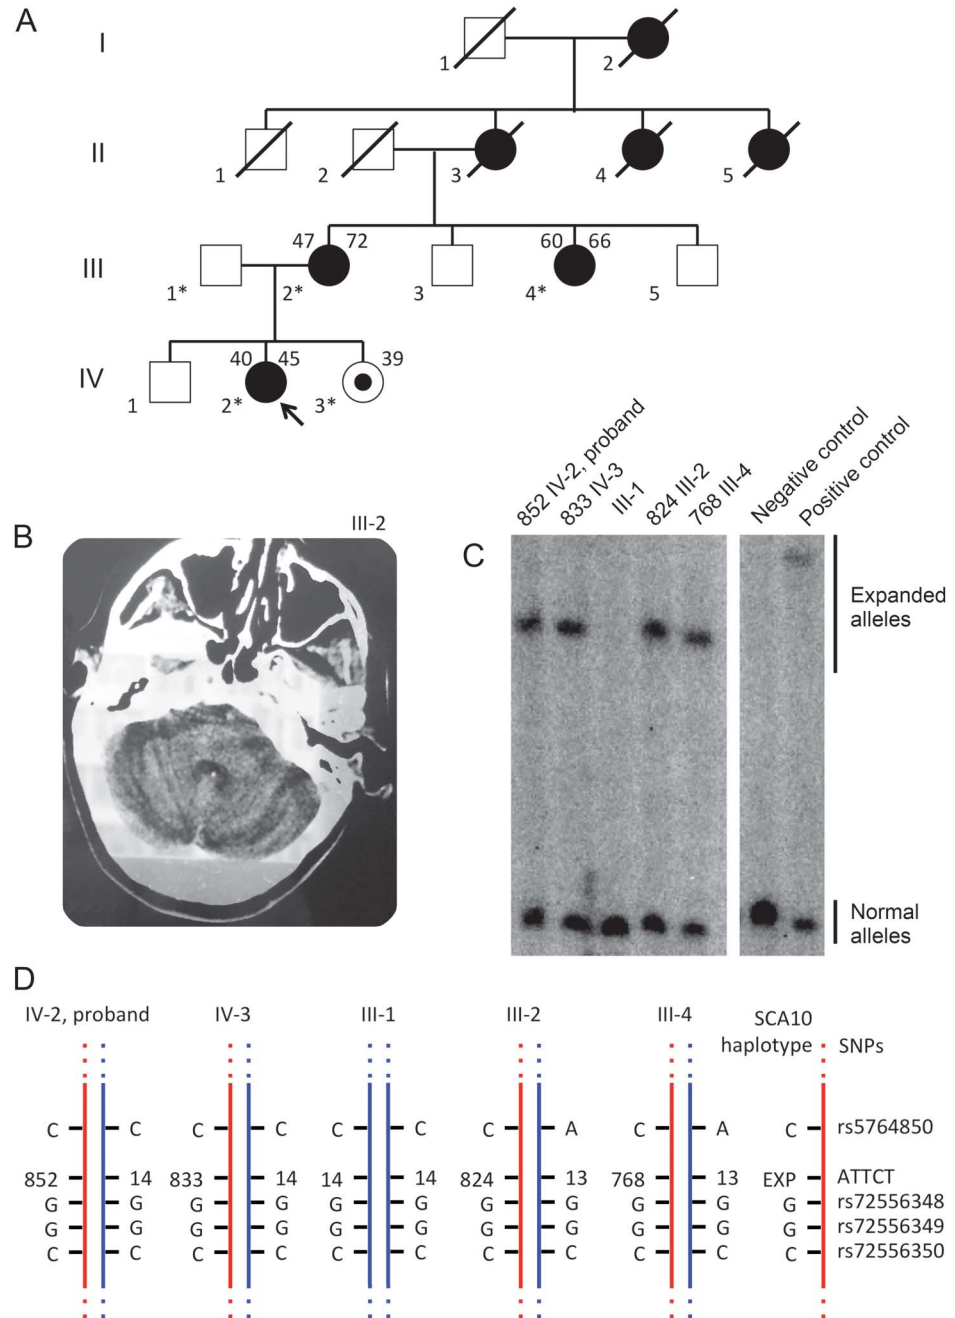 A
I
1
2
II
1
2
3
4
5
III
47 72
60 66
1*
2*
3
4*
5
IV
40 45
39
1
2*
3*
B
III-2
C
852 IV-2, proband
833 IV-3
III-1
824 III-2
768 III-4
Negative control
Positive control
Expanded
alleles
Normal
alleles
D
IV-2, proband
IV-3
III-1
III-2
III-4
SCA10
haplotype
SNPs
C C C C C C C A C A C rs5764850
852 14 833 14 14 14 824 13 768 13 EXP ATTCT
G G G G G G G G G G G rs72556348
G G G G G G G G G G G rs72556349
C C C C C C C C C C C rs72556350